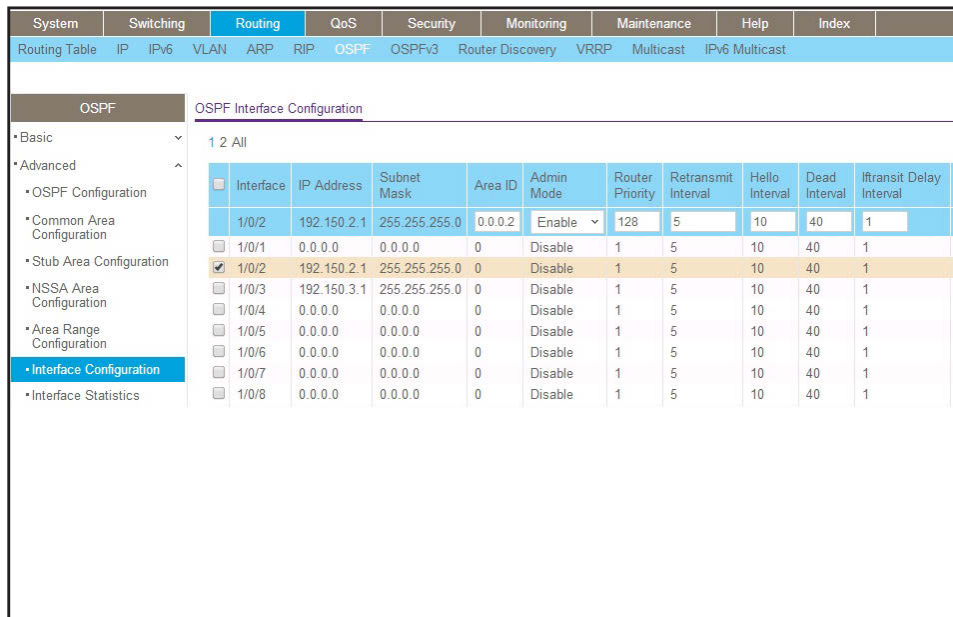 System Switching Routing QoS Security Monitoring Maintenance Help Index
Routing Table IP IPv6 VLAN ARP RIP OSPF OSPFv3 Router Discovery VRRP Multicast IPv6 Multicast
OSPF
Basic
Advanced
OSPF Configuration
Common Area
Configuration
Stub Area Configuration
NSSA Area
Configuration
Area Range
Configuration
Interface Configuration
Interface Statistics
OSPF Interface Configuration
1 2 All
Interface IP Address Subnet Mask Area ID Admin Mode Router Priority Retransmit Interval Hello Interval Dead Interval Iftransit Delay Interval
1/0/2 192.150.2.1 255.255.255.0 0.0.0.2 Enable 128 5 10 40 1
1/0/1 0.0.0.0 0.0.0.0 0 Disable 1 5 10 40 1
1/0/2 192.150.2.1 255.255.255.0 0 Disable 1 5 10 40 1
1/0/3 192.150.3.1 255.255.255.0 0 Disable 1 5 10 40 1
1/0/4 0.0.0.0 0.0.0.0 0 Disable 1 5 10 40 1
1/0/5 0.0.0.0 0.0.0.0 0 Disable 1 5 10 40 1
1/0/6 0.0.0.0 0.0.0.0 0 Disable 1 5 10 40 1
1/0/7 0.0.0.0 0.0.0.0 0 Disable 1 5 10 40 1
1/0/8 0.0.0.0 0.0.0.0 0 Disable 1 5 10 40 1